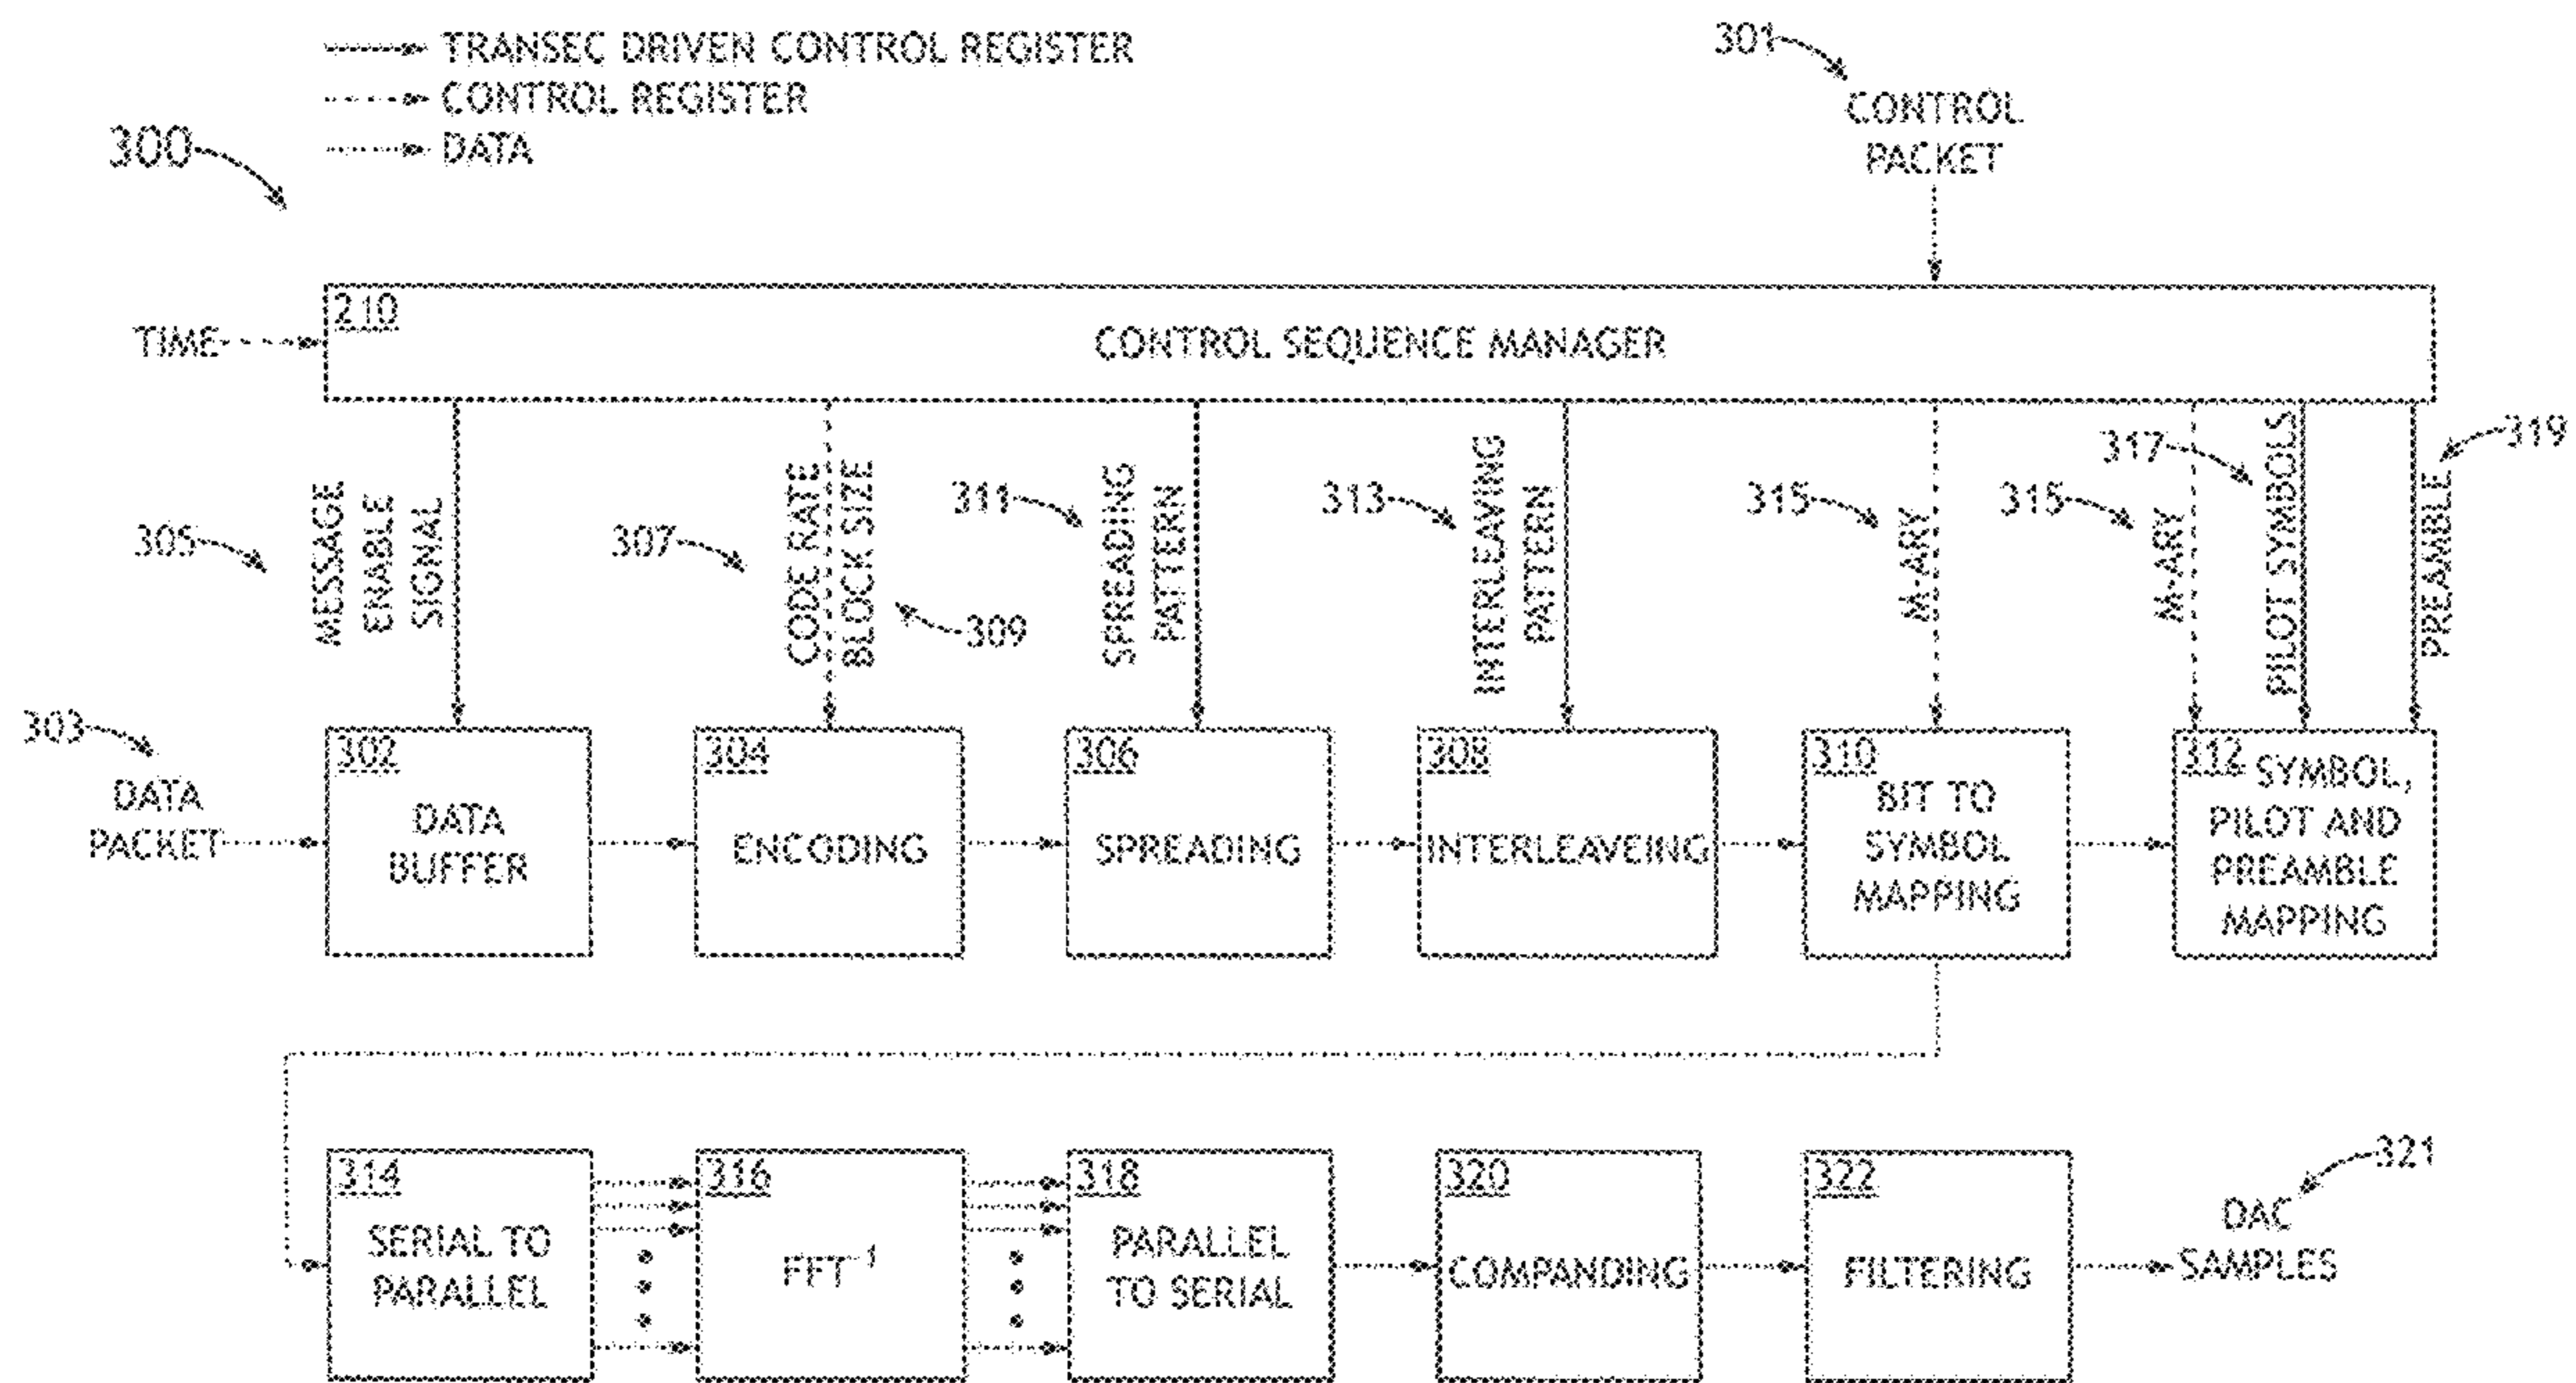 TRANSEC DRIVEN CONTROL REGISTER
CONTROL REGISTER
DATA
300
301
CONTROL
PACKET
210
TIME
CONTROL SEQUENCE MANAGER
305
MESSAGE
ENABLE
SIGNAL
307
CODE RATE
BLOCK SIZE
309
311
SPREADING
PATTERN
313
INTERLEAVING
PATTERN
315
M-ARY
315
M-ARY
317
PILOT SYMBOLS
319
PREAMBLE
303
DATA
PACKET
302
DATA
BUFFER
304
ENCODING
306
SPREADING
308
INTERLEAVEING
310
BIT TO
SYMBOL
MAPPING
312 SYMBOL,
PILOT AND
PREAMBLE
MAPPING
314
SERIAL TO
PARALLEL
316
FFT⁻¹
318
PARALLEL
TO SERIAL
320
COMPANDING
322
FILTERING
321
DAC
SAMPLES